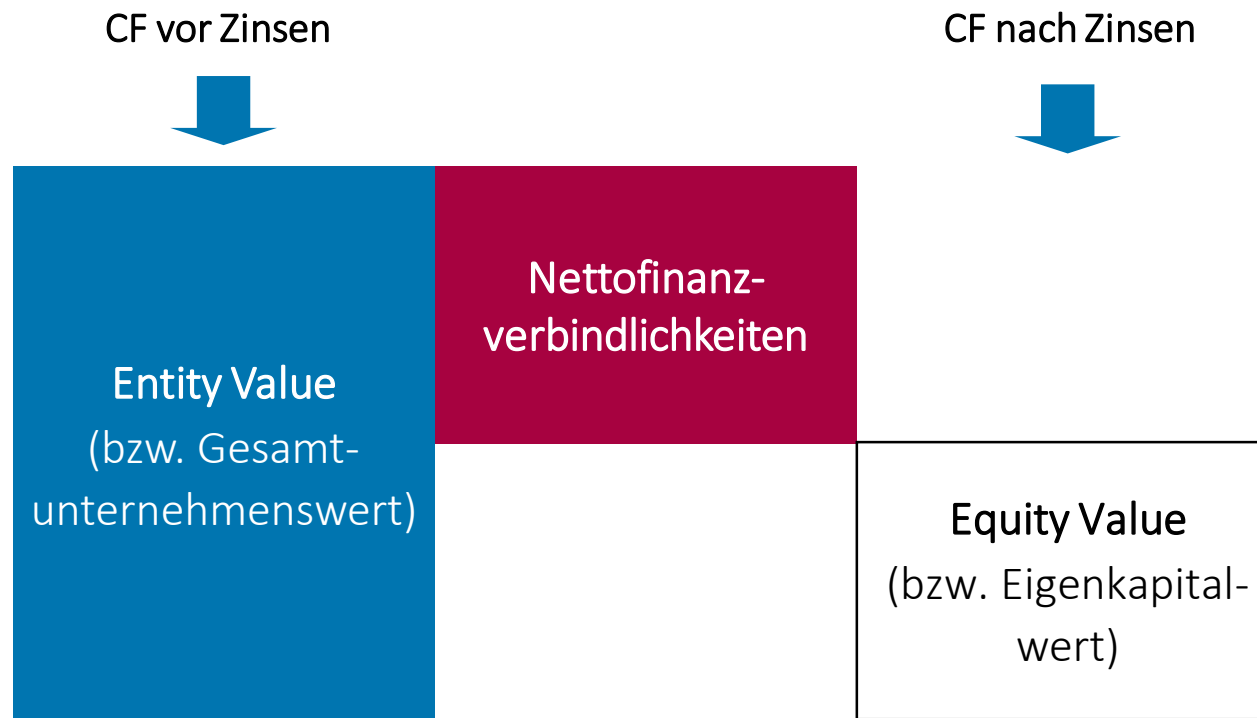 CF vor Zinsen
CF nach Zinsen
Nettofinanz-
verbindlichkeiten
Entity Value
(bzw. Gesamt-
unternehmenswert)
Equity Value
(bzw. Eigenkapital-
wert)